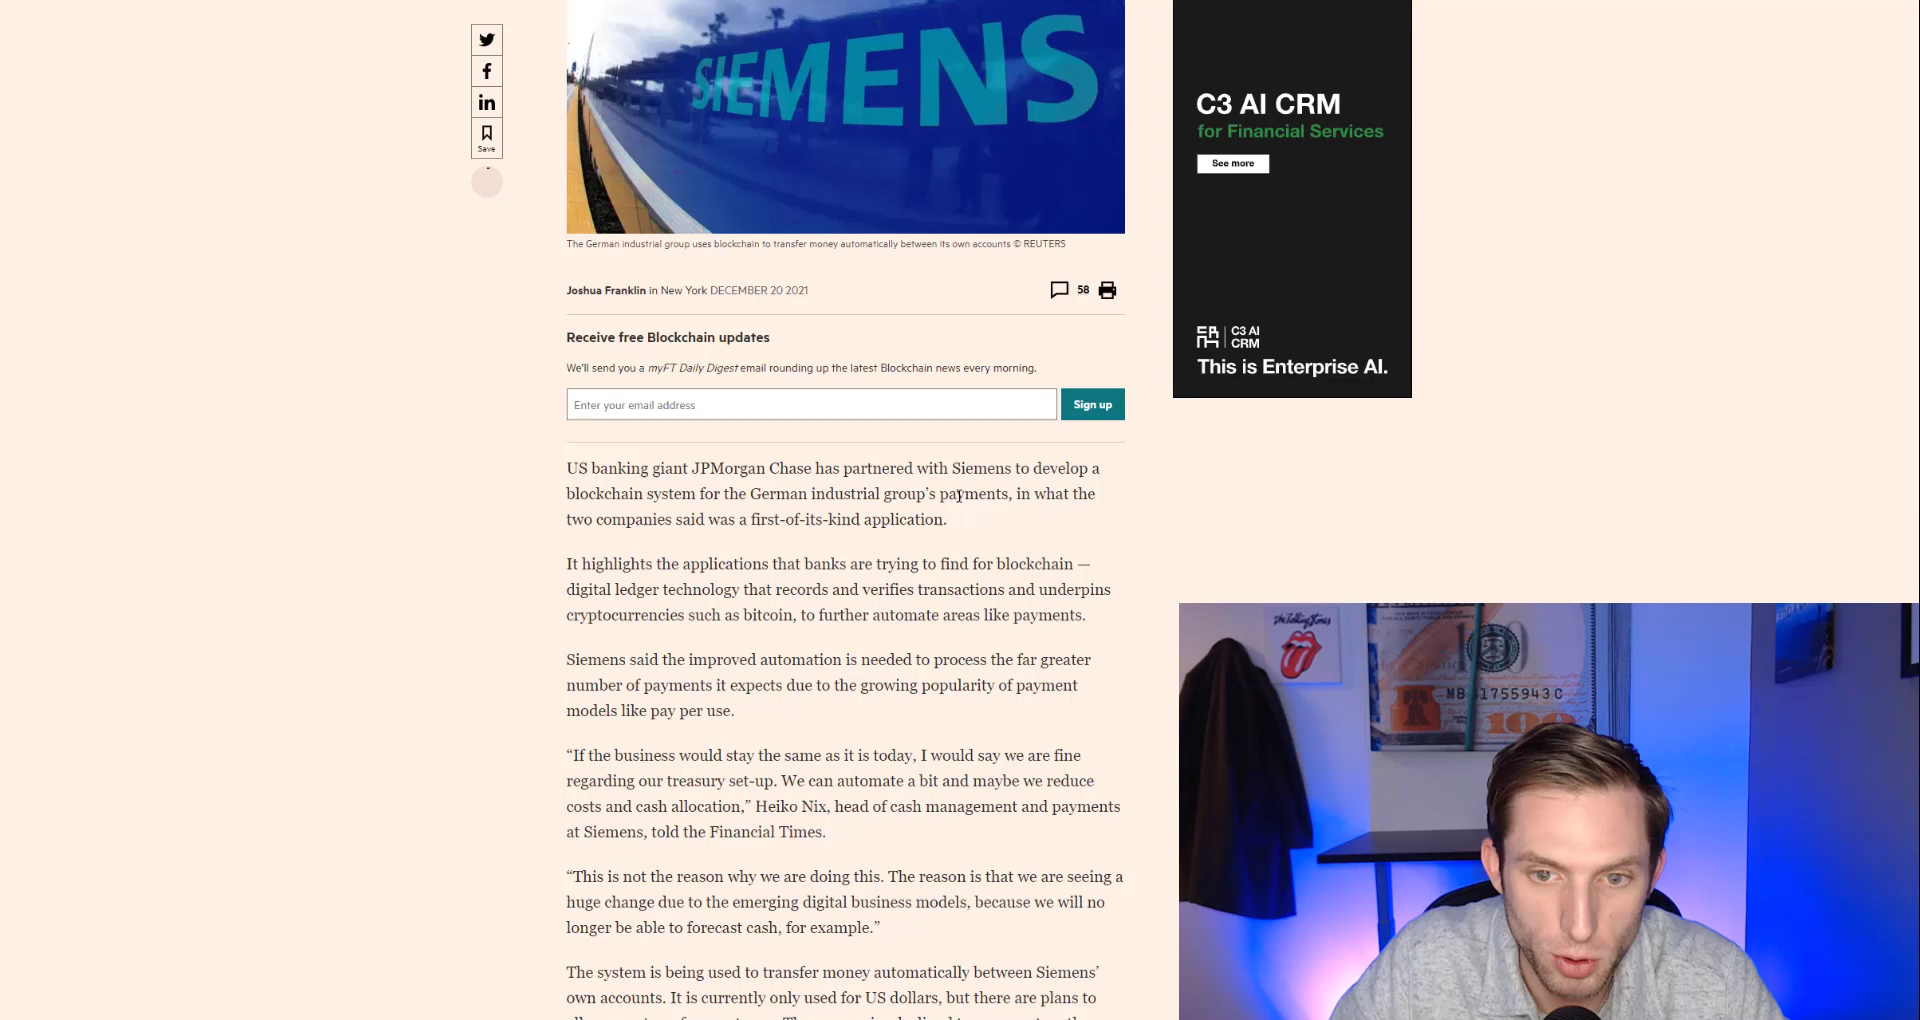 SIEMENS
Save
The German industrial group uses blockchain to transfer money automatically between its own accounts © REUTERS
Joshua Franklin in New York DECEMBER 20 2021
58
Receive free Blockchain updates
We'll send you a myFT Daily Digest email rounding up the latest Blockchain news every morning.
Enter your email address
Sign up
US banking giant JPMorgan Chase has partnered with Siemens to develop a
blockchain system for the German industrial group’s payments, in what the
two companies said was a first-of-its-kind application.
It highlights the applications that banks are trying to find for blockchain —
digital ledger technology that records and verifies transactions and underpins
cryptocurrencies such as bitcoin, to further automate areas like payments.
Siemens said the improved automation is needed to process the far greater
number of payments it expects due to the growing popularity of payment
models like pay per use.
“If the business would stay the same as it is today, I would say we are fine
regarding our treasury set-up. We can automate a bit and maybe we reduce
costs and cash allocation,” Heiko Nix, head of cash management and payments
at Siemens, told the Financial Times.
“This is not the reason why we are doing this. The reason is that we are seeing a
huge change due to the emerging digital business models, because we will no
longer be able to forecast cash, for example.”
The system is being used to transfer money automatically between Siemens’
own accounts. It is currently only used for US dollars, but there are plans to
C3 AI CRM
for Financial Services
See more
C3 AI
CRM
This is Enterprise AI.
The Rolling Stones
100